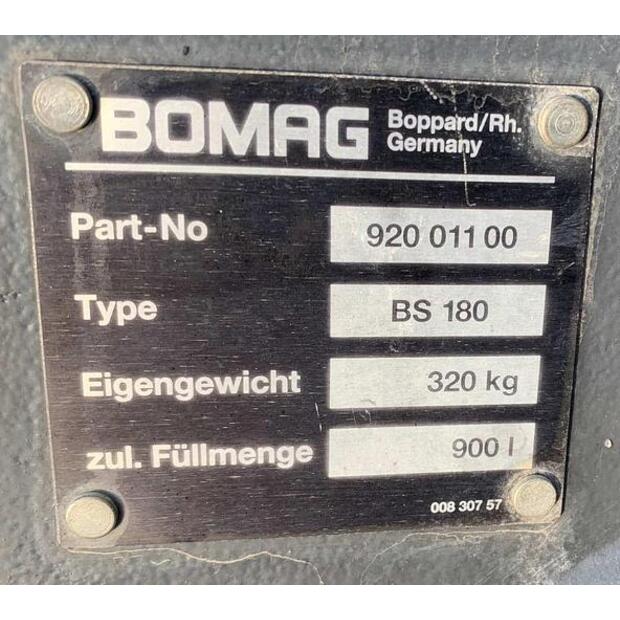 BOMAG Boppard/Rh.
Germany
Part-No 920 011 00
Type BS 180
Eigengewicht 320 kg
zul. Füllmenge 900 l
008 307 57